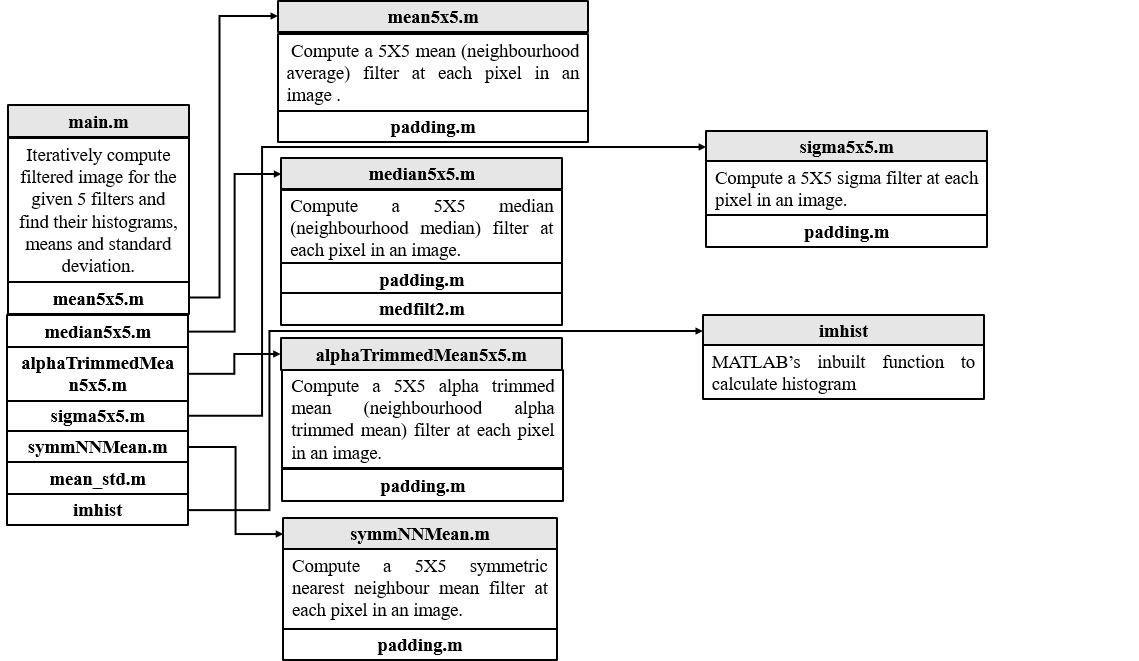 mean5x5.m
Compute a 5X5 mean (neighbourhood
average) filter at each pixel in an
image .
padding.m
main.m
Iteratively compute
filtered image for the
given 5 filters and
find their histograms,
means and standard
deviation.
mean5x5.m
median5x5.m
alphaTrimmedMea
n5x5.m
sigma5x5.m
symmNNMean.m
mean_std.m
imhist
median5x5.m
Compute a 5X5 median
(neighbourhood median) filter at
each pixel in an image.
padding.m
medfilt2.m
alphaTrimmedMean5x5.m
Compute a 5X5 alpha trimmed
mean (neighbourhood alpha
trimmed mean) filter at each pixel
in an image.
padding.m
symmNNMean.m
Compute a 5X5 symmetric
nearest neighbour mean filter at
each pixel in an image.
padding.m
sigma5x5.m
Compute a 5X5 sigma filter at each
pixel in an image.
padding.m
imhist
MATLAB’s inbuilt function to
calculate histogram